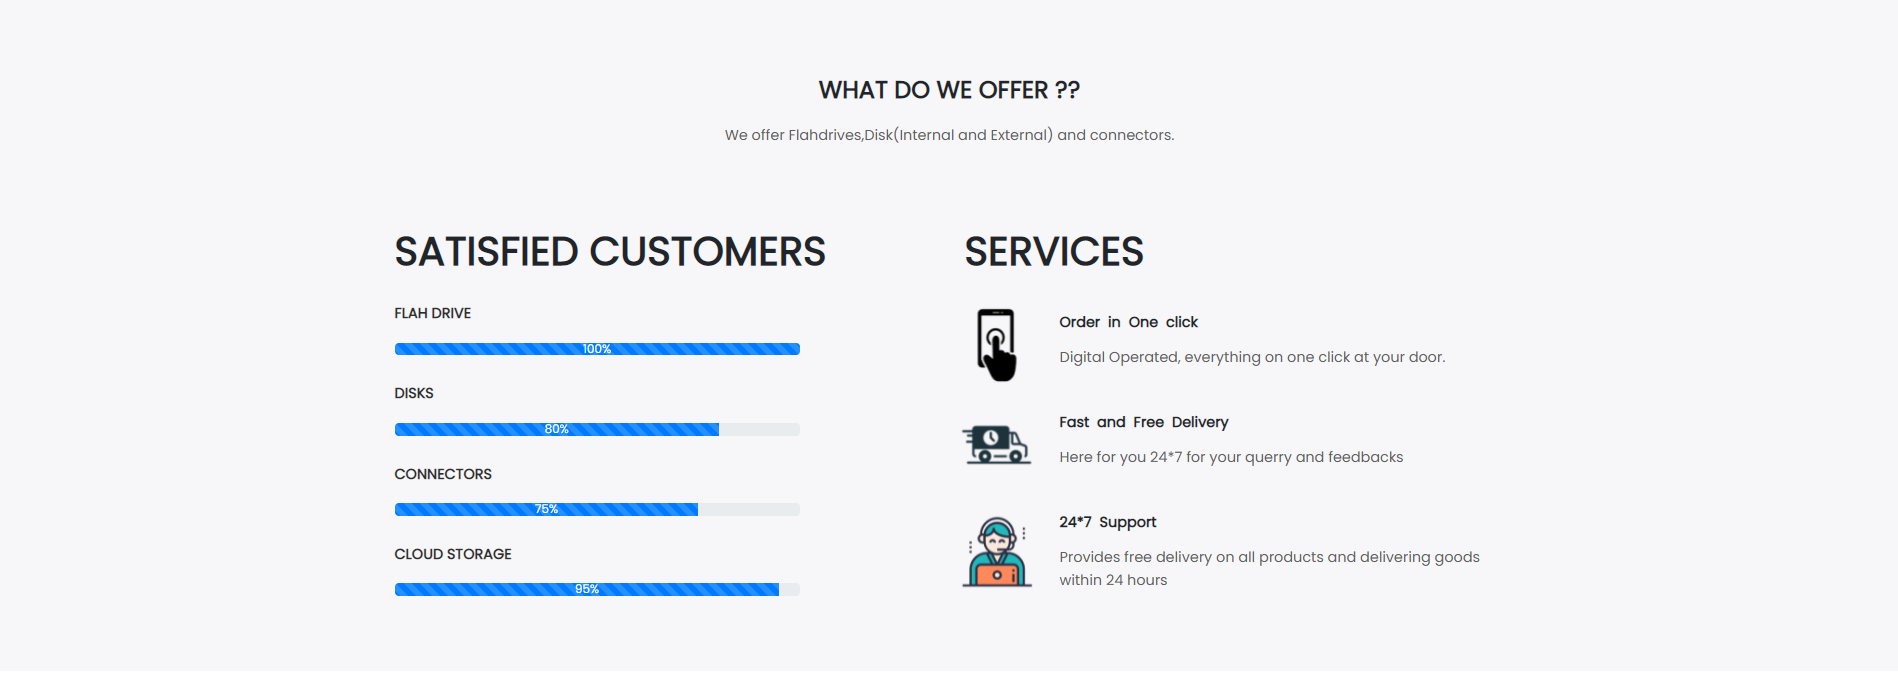 WHAT DO WE OFFER ??
We offer Flahdrives,Disk(Internal and External) and connectors.
SATISFIED CUSTOMERS
FLAH DRIVE
100%
DISKS
80%
CONNECTORS
75%
CLOUD STORAGE
95%
SERVICES
Order in One click
Digital Operated, everything on one click at your door.
Fast and Free Delivery
Here for you 24*7 for your querry and feedbacks
24*7 Support
Provides free delivery on all products and delivering goods
within 24 hours